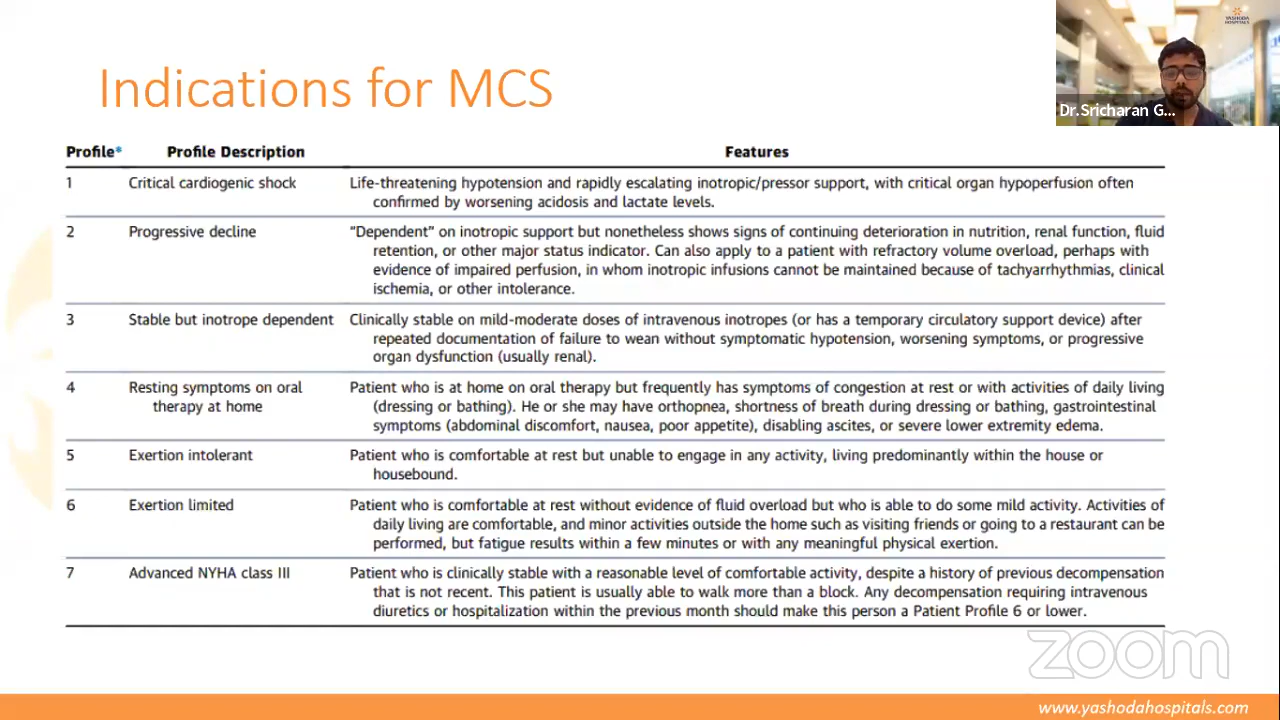 YASHODA
HOSPITALS
Dr.Sricharan G...
Indications for MCS
Profile* Profile Description Features
1 Critical cardiogenic shock Life-threatening hypotension and rapidly escalating inotropic/pressor support, with critical organ hypoperfusion often
confirmed by worsening acidosis and lactate levels.
2 Progressive decline "Dependent" on inotropic support but nonetheless shows signs of continuing deterioration in nutrition, renal function, fluid
retention, or other major status indicator. Can also apply to a patient with refractory volume overload, perhaps with
evidence of impaired perfusion, in whom inotropic infusions cannot be maintained because of tachyarrhythmias, clinical
ischemia, or other intolerance.
3 Stable but inotrope dependent Clinically stable on mild-moderate doses of intravenous inotropes (or has a temporary circulatory support device) after
repeated documentation of failure to wean without symptomatic hypotension, worsening symptoms, or progressive
organ dysfunction (usually renal).
4 Resting symptoms on oral Patient who is at home on oral therapy but frequently has symptoms of congestion at rest or with activities of daily living
therapy at home (dressing or bathing). He or she may have orthopnea, shortness of breath during dressing or bathing, gastrointestinal
symptoms (abdominal discomfort, nausea, poor appetite), disabling ascites, or severe lower extremity edema.
5 Exertion intolerant Patient who is comfortable at rest but unable to engage in any activity, living predominantly within the house or
housebound.
6 Exertion limited Patient who is comfortable at rest without evidence of fluid overload but who is able to do some mild activity. Activities of
daily living are comfortable, and minor activities outside the home such as visiting friends or going to a restaurant can be
performed, but fatigue results within a few minutes or with any meaningful physical exertion.
7 Advanced NYHA class III Patient who is clinically stable with a reasonable level of comfortable activity, despite a history of previous decompensation
that is not recent. This patient is usually able to walk more than a block. Any decompensation requiring intravenous
diuretics or hospitalization within the previous month should make this person a Patient Profile 6 or lower.
zoom
www.yashodahospitals.com